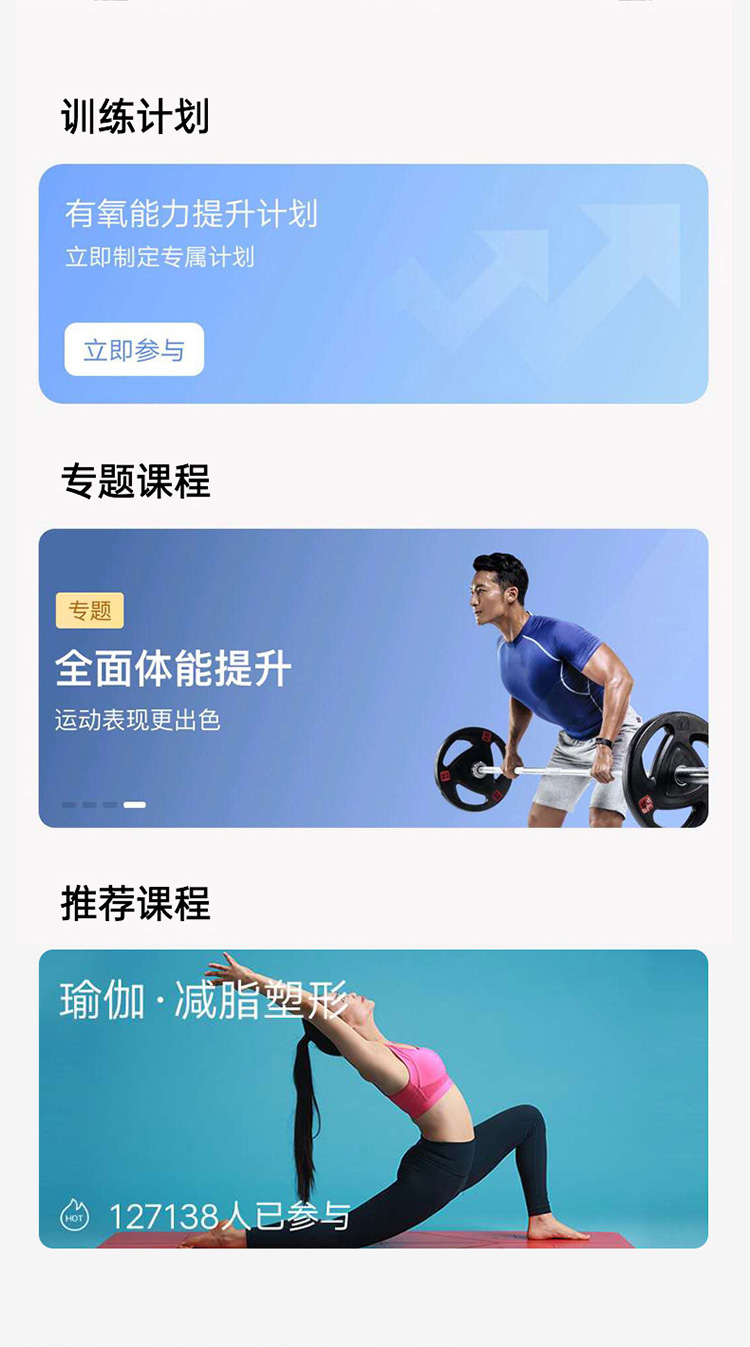 训练计划
有氧能力提升计划
立即制定专属计划
立即参与
专题课程
专题
全面体能提升
运动表现更出色
推荐课程
瑜伽·减脂塑形
HOT 127138人已参与